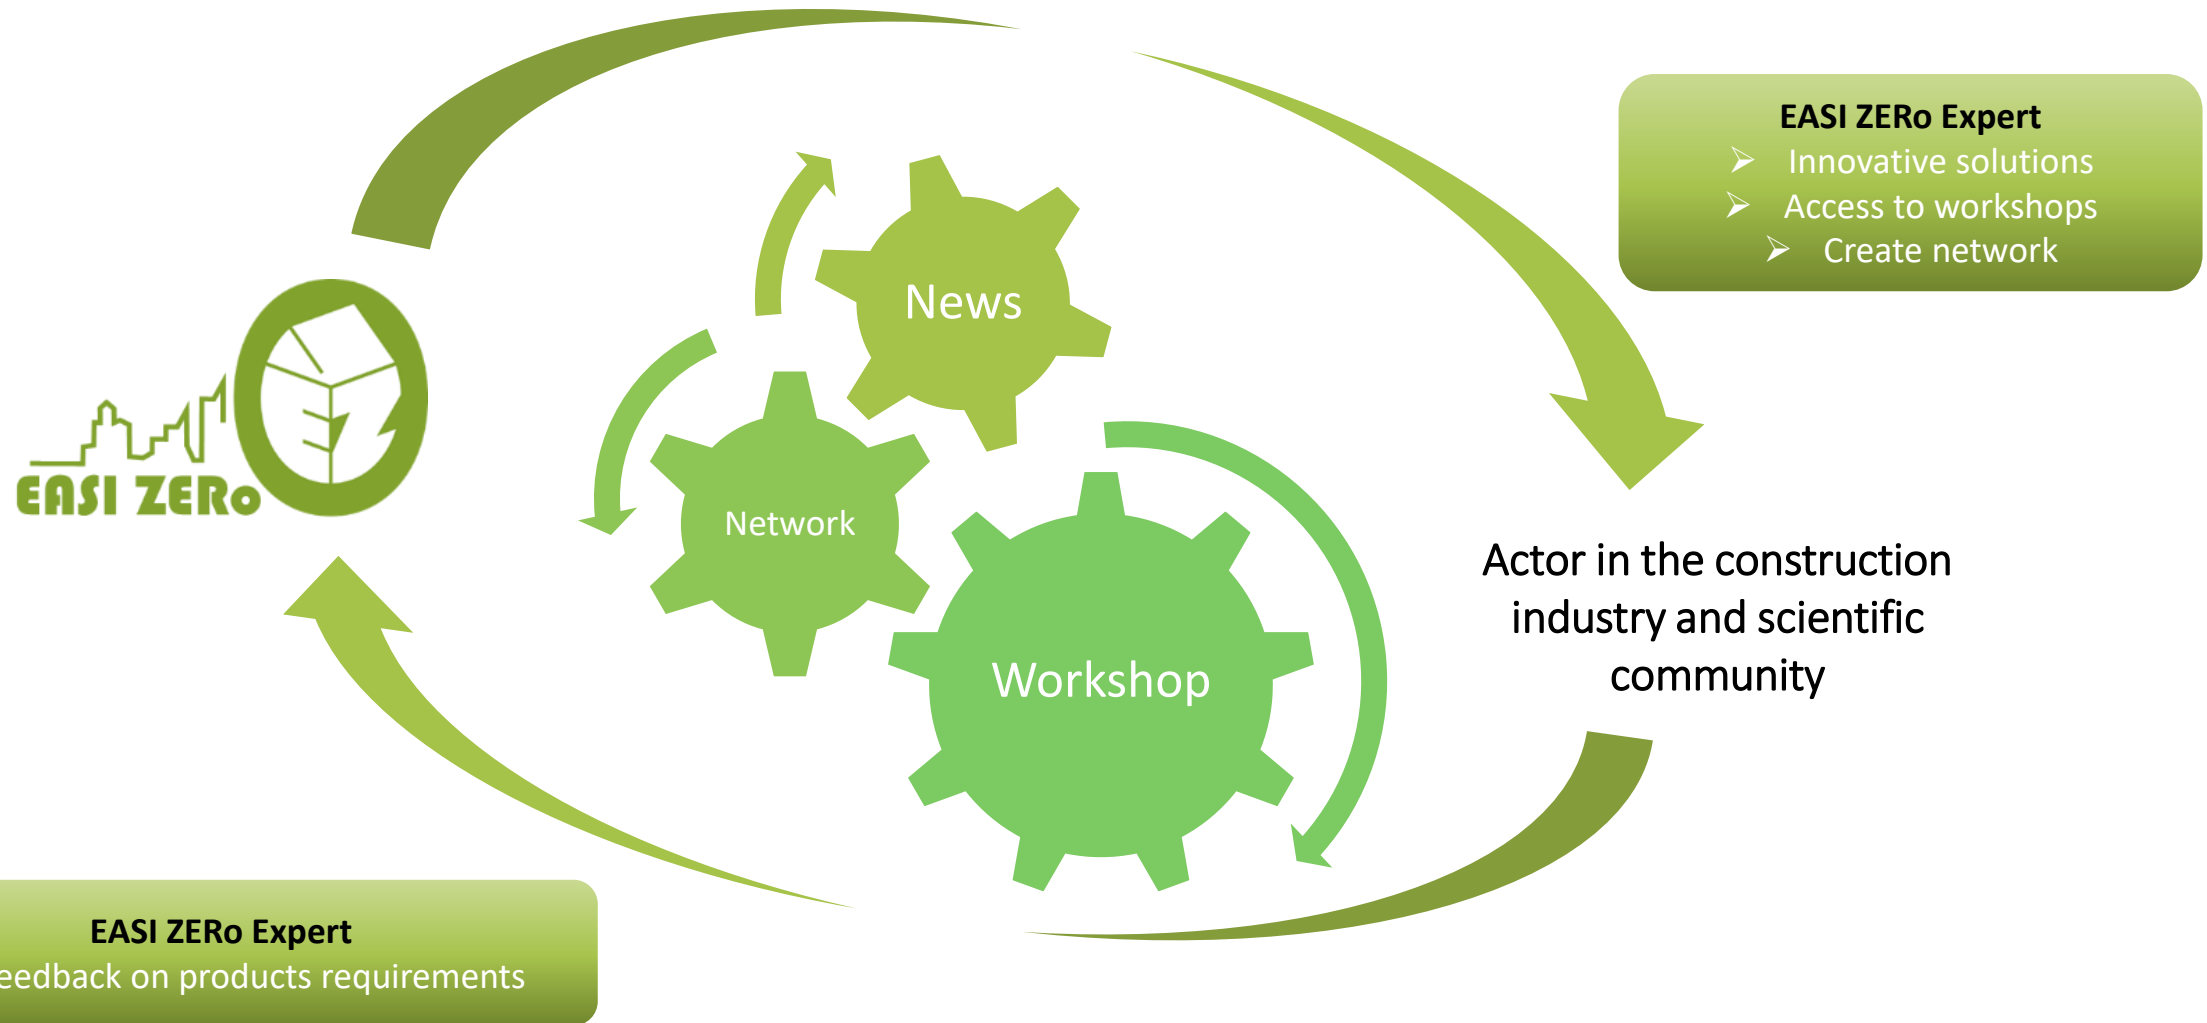 EASI ZERo Expert
➢ Innovative solutions
➢ Access to workshops
➢ Create network
News
Network
Workshop
EASI ZERo
Actor in the construction
industry and scientific
community
EASI ZERo Expert
on products requirements